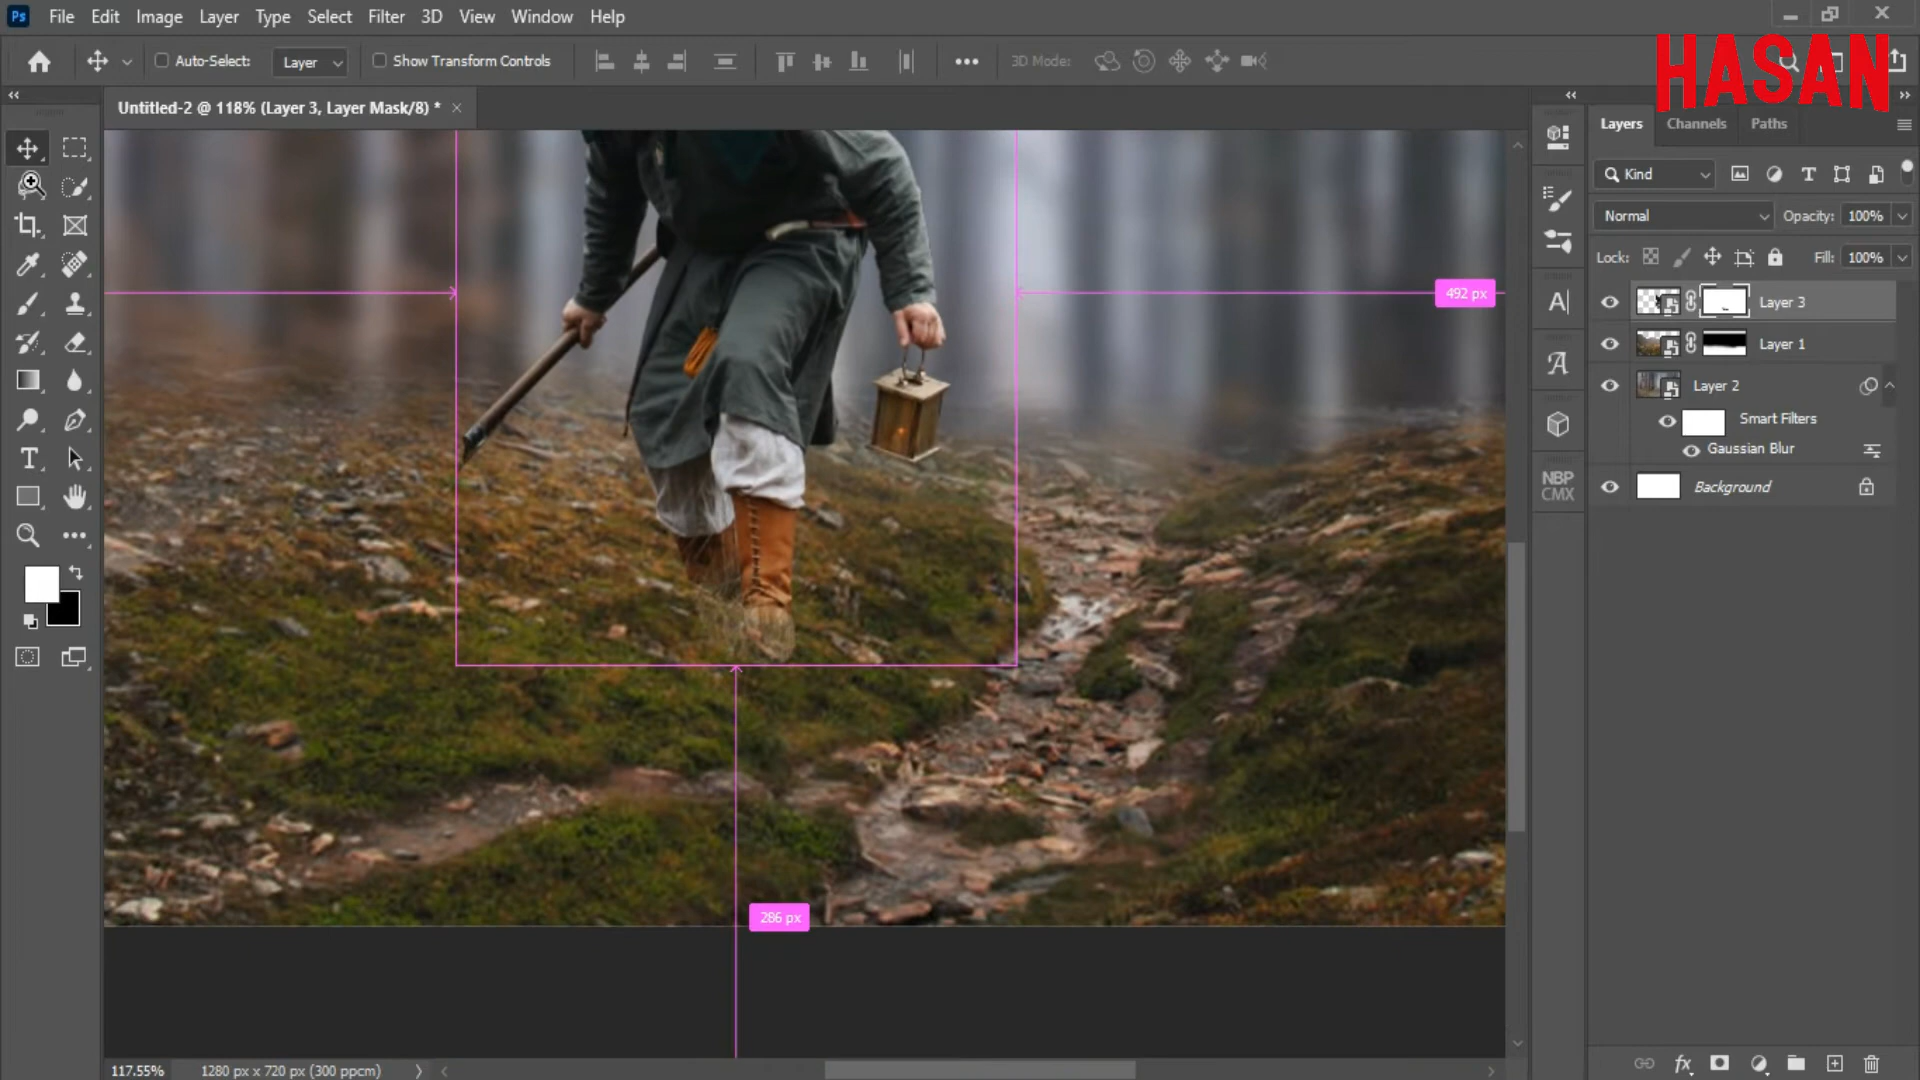 Ps File Edit Image Layer Type Select Filter 3D View Window Help
Auto-Select: Layer Show Transform Controls 3D Mode:
HASAN
Untitled-2 @ 118% (Layer 3, Layer Mask/8) *
Layers Channels Paths
Kind
Normal Opacity: 100%
Lock: Fill: 100%
492 px
Layer 3
Layer 1
Layer 2
Smart Filters
Gaussian Blur
Background
NBP
CMX
286 px
117.55% 1280 px x 720 px (300 ppcm)